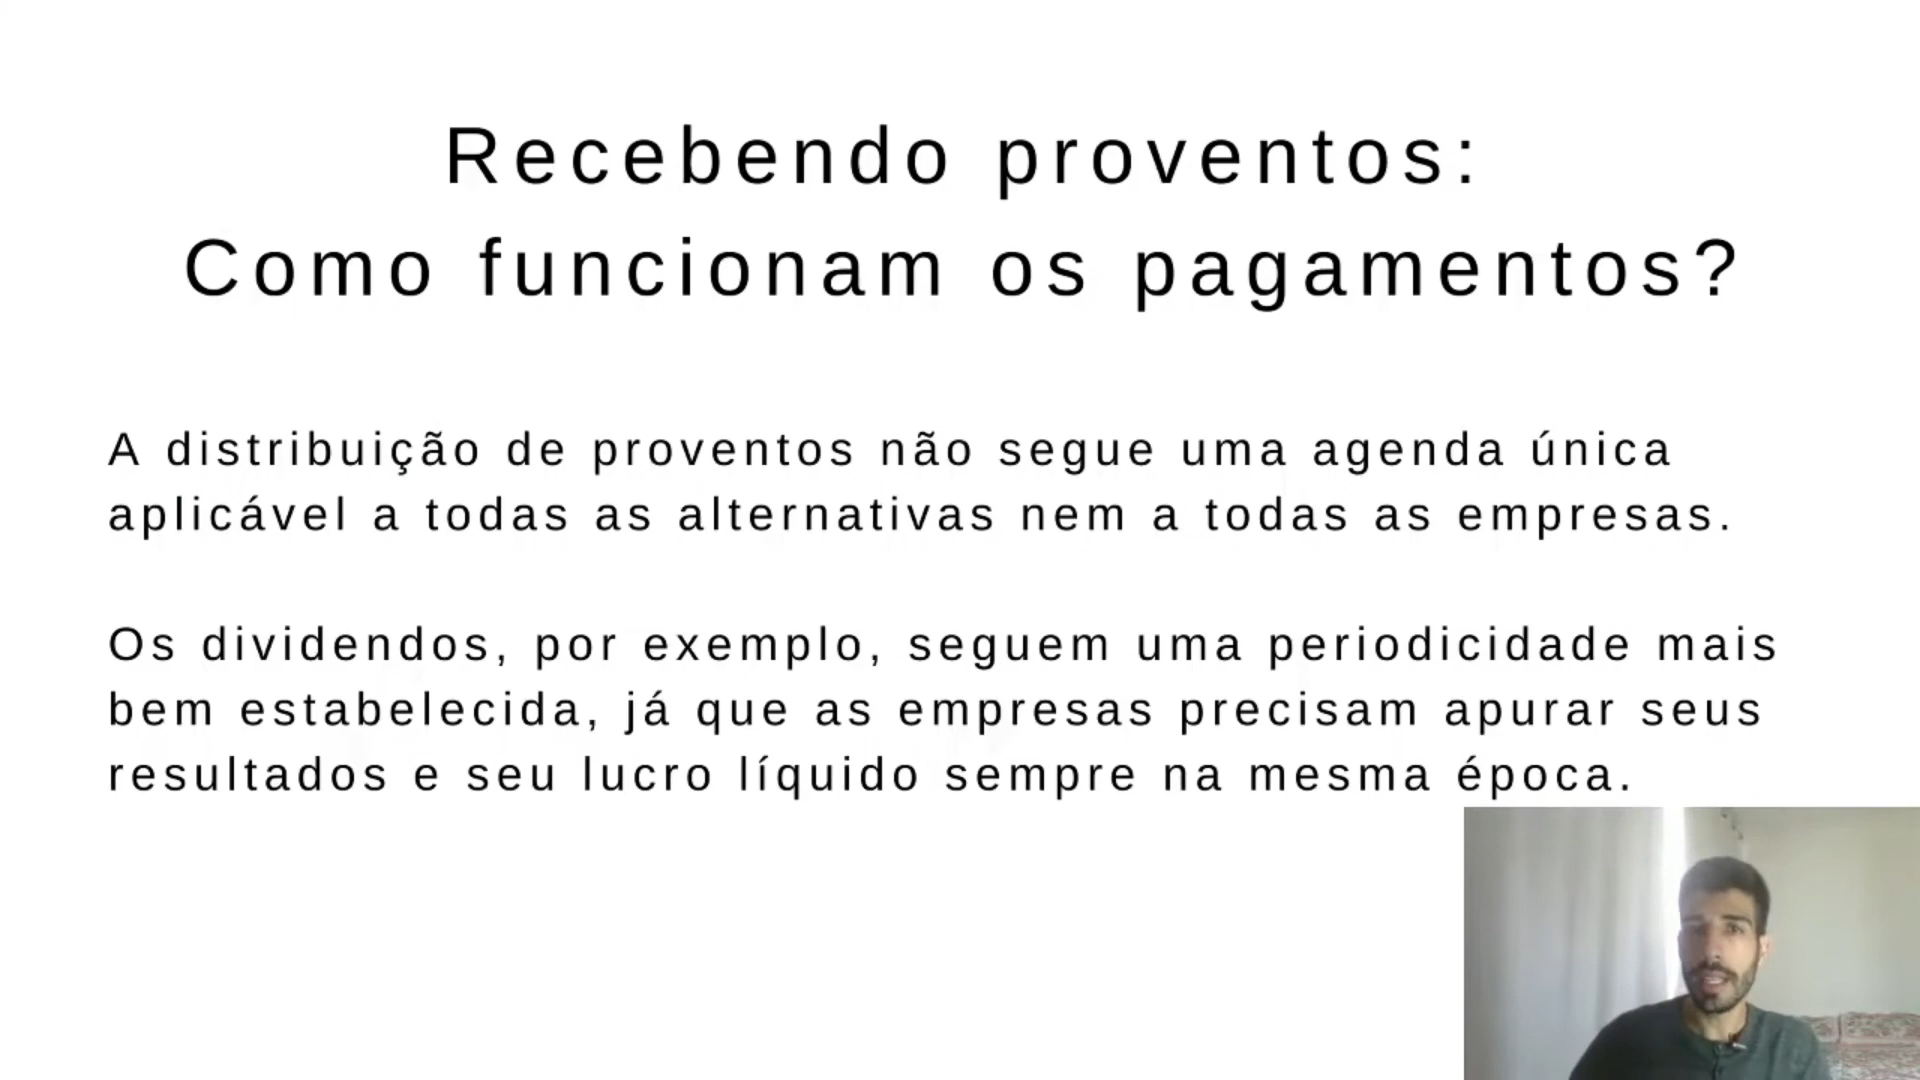 Recebendo proventos:
Como funcionam os pagamentos?
A distribuição de proventos não segue uma agenda única
aplicável a todas as alternativas nem a todas as empresas.
Os dividendos, por exemplo, seguem uma periodicidade mais
bem estabelecida, já que as empresas precisam apurar seus
resultados e seu lucro líquido sempre na mesma época.